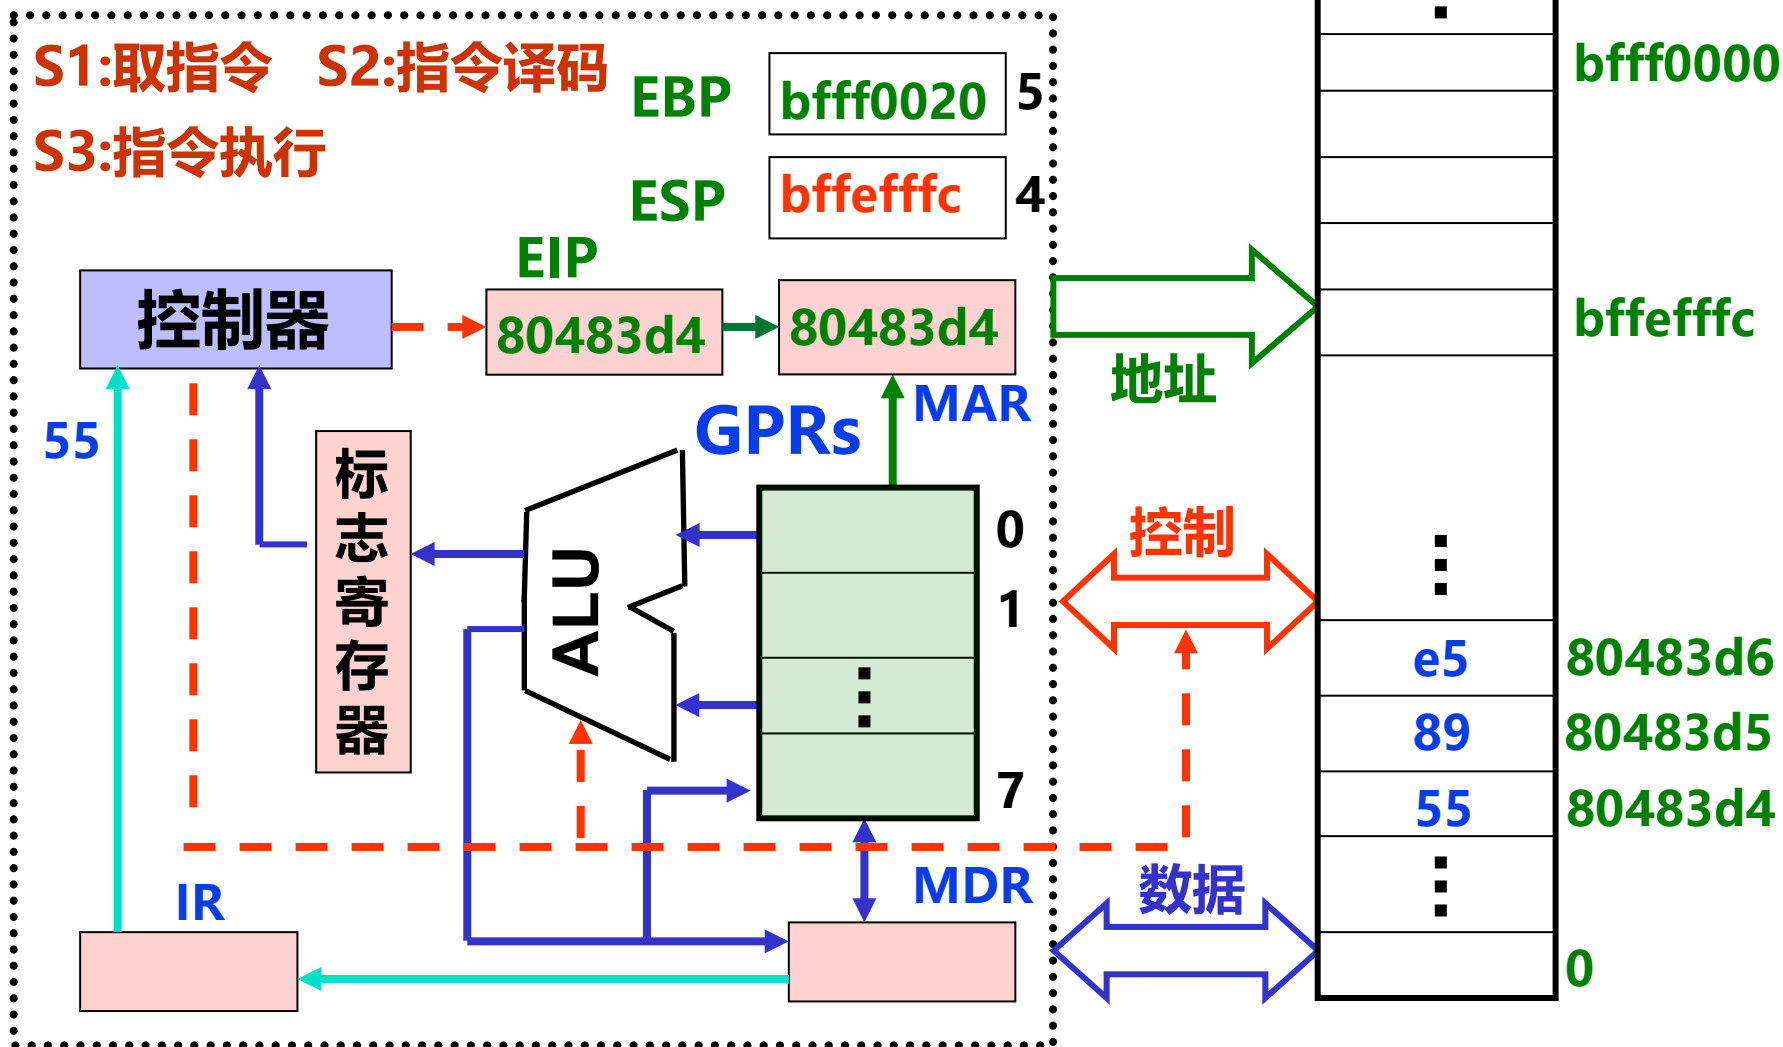 S1:取指令 S2:指令译码
S3:指令执行
EBP
bfff0020
5
ESP
bffefffc
4
EIP
控制器
80483d4
80483d4
MAR
GPRs
55
标志寄存器
ALU
0
1
7
IR
MDR
地址
控制
数据
bfff0000
bffefffc
e5 80483d6
89 80483d5
55 80483d4
0